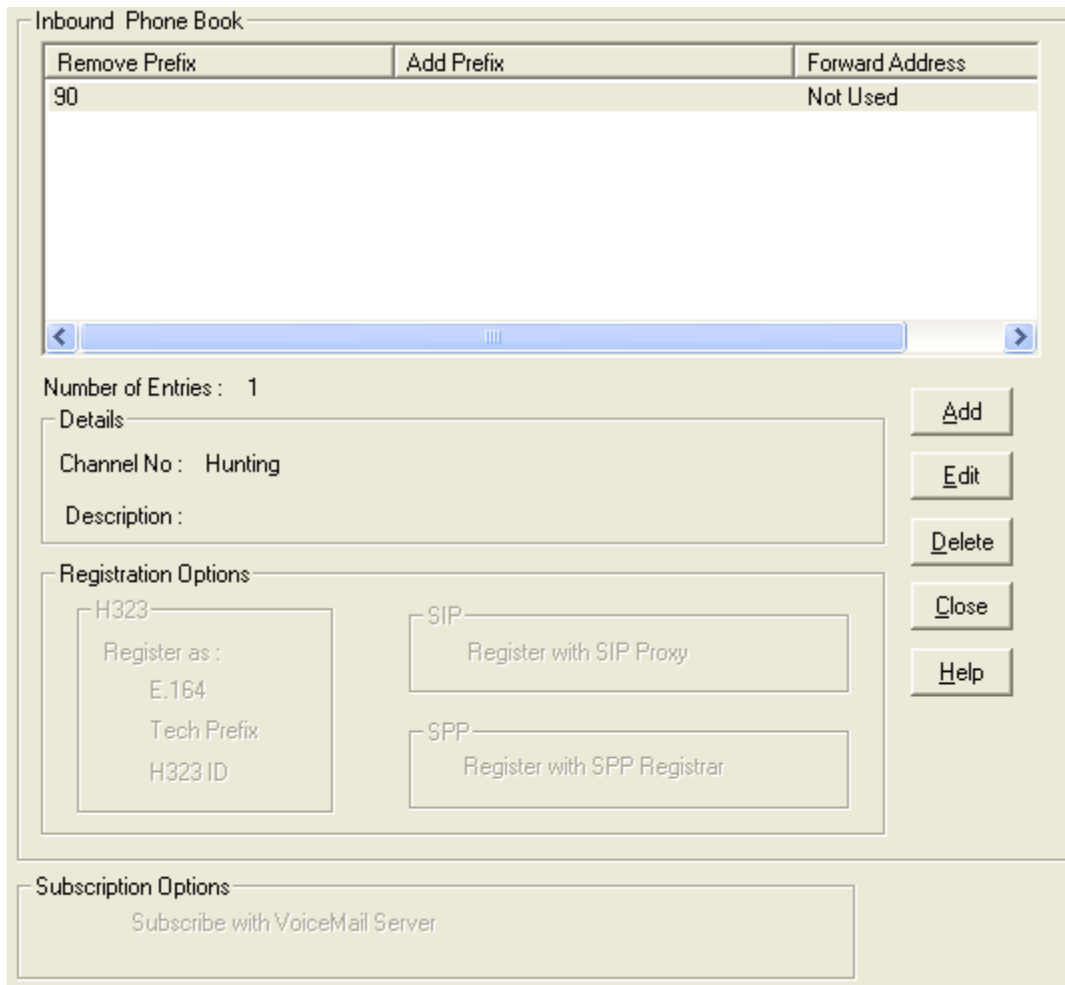 Inbound  Phone Book
Remove Prefix Add Prefix Forward Address
90 Not Used
Number of Entries :  1
Add
Details
Channel No :  Hunting
Edit
Description :
Delete
Registration Options
H323
SIP
Close
Register as :
Register with SIP Proxy
Help
E.164
Tech Prefix
SPP
H323 ID
Register with SPP Registrar
Subscription Options
Subscribe with VoiceMail Server